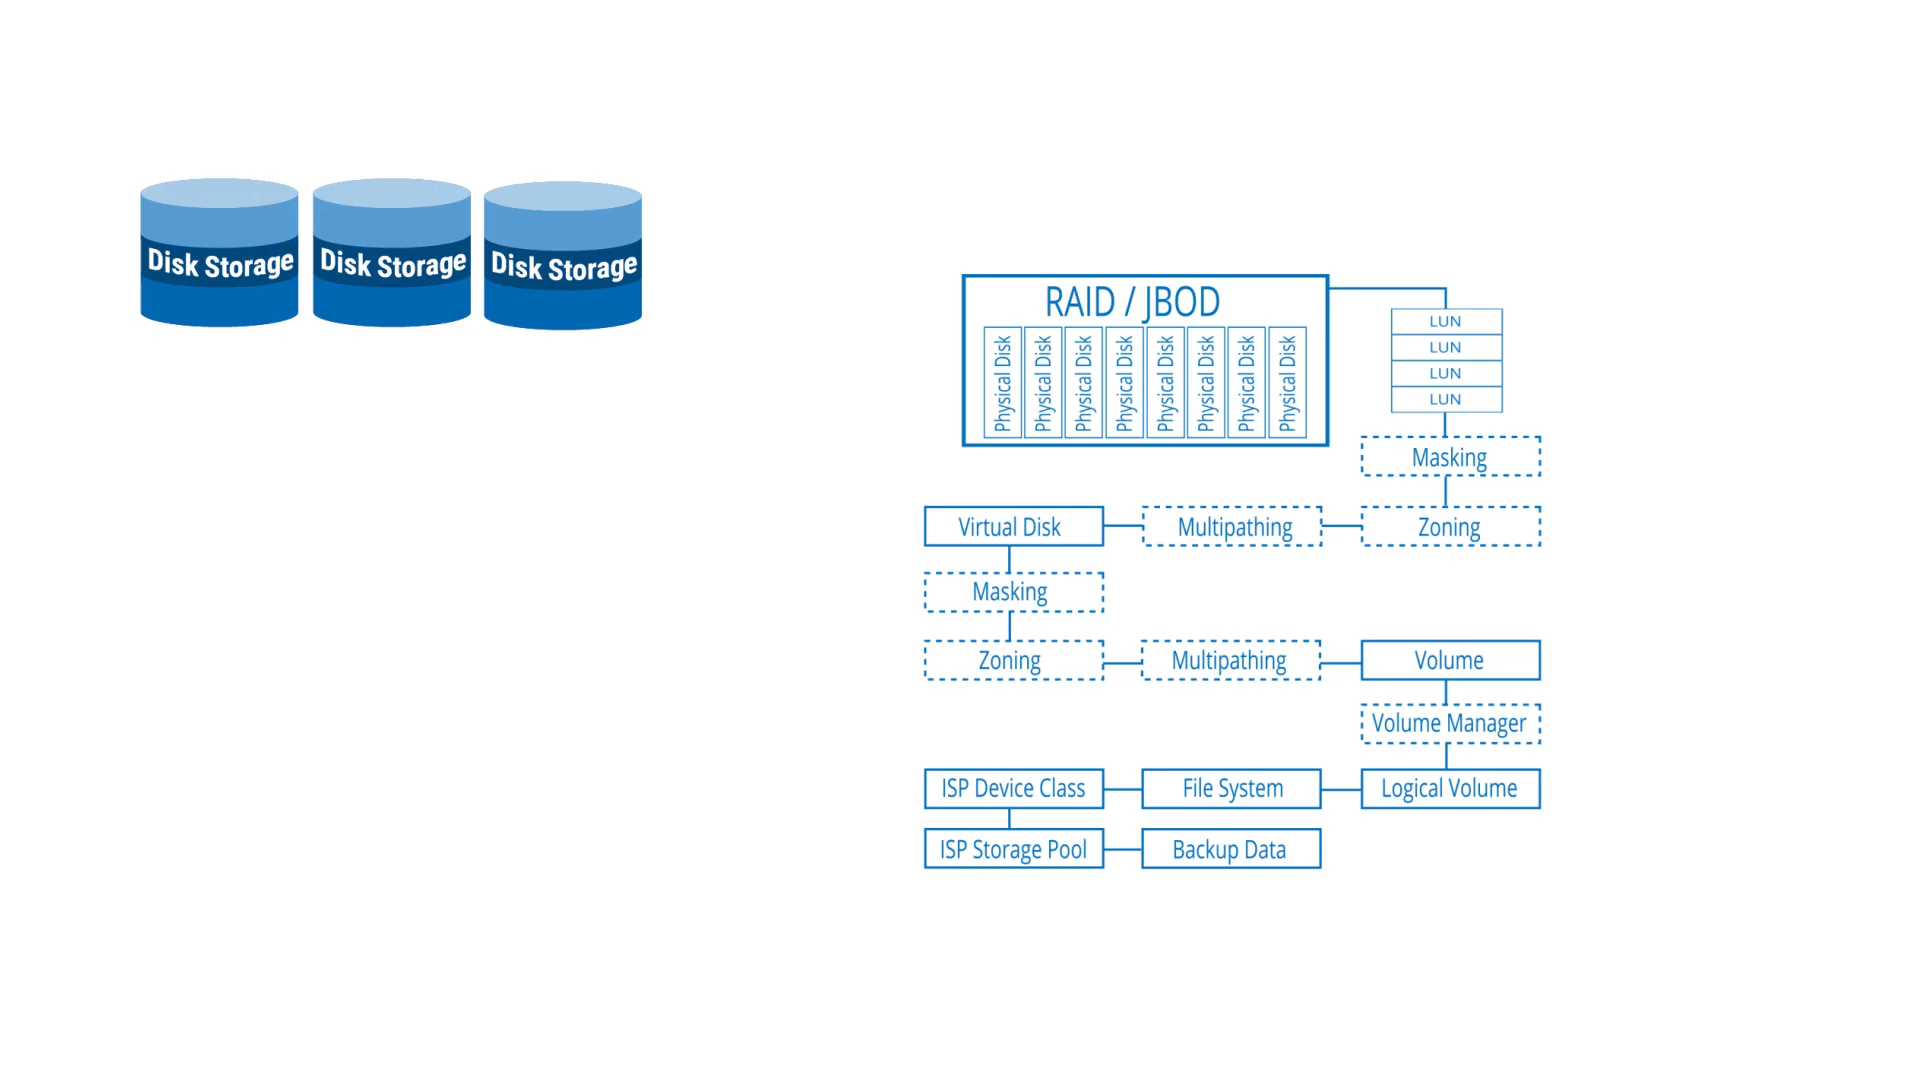 Disk Storage
Disk Storage
Disk Storage
RAID / JBOD
Physical Disk
Physical Disk
Physical Disk
Physical Disk
Physical Disk
Physical Disk
Physical Disk
Physical Disk
LUN
LUN
LUN
LUN
Masking
Virtual Disk
Multipathing
Zoning
Masking
Zoning
Multipathing
Volume
Volume Manager
ISP Device Class
File System
Logical Volume
ISP Storage Pool
Backup Data